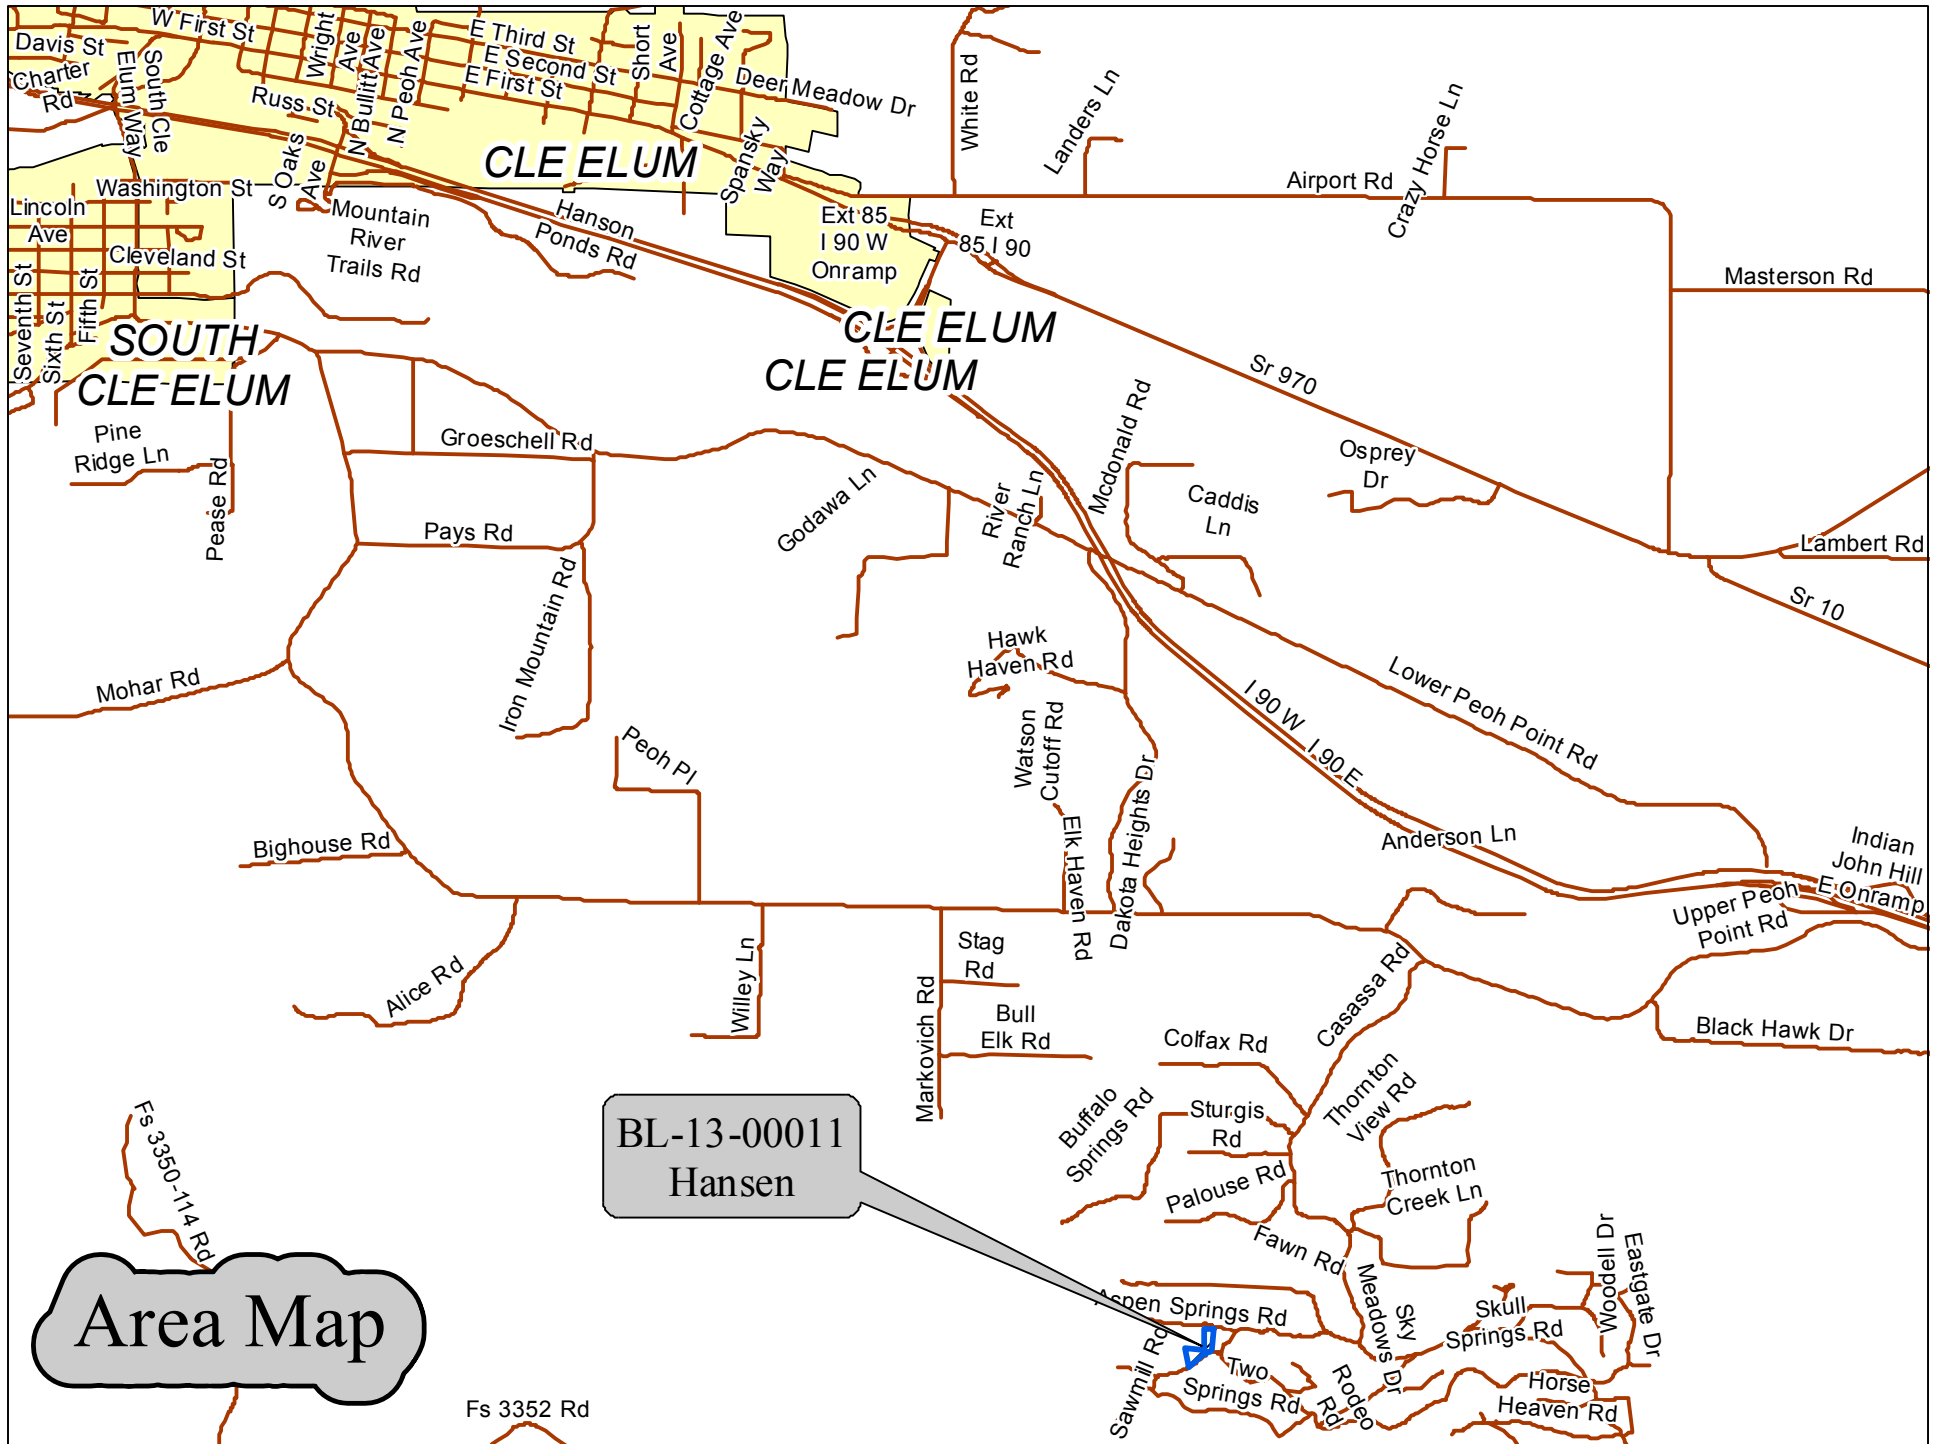 W First St
Davis St
Charter
Rd
South Cle
Elum Way
Wright
Ave
N Bullitt Ave
N Peoh Ave
E Third St
E Second St
E First St
Short
Ave
Cottage Ave
Deer Meadow Dr
Russ St
S Oaks
Ave
CLE ELUM
Spansky
Way
White Rd
Landers Ln
Crazy Horse Ln
Airport Rd
Washington St
Lincoln
Ave
Cleveland St
Mountain
River
Trails Rd
Hanson
Ponds Rd
Ext 85
I 90 W
Onramp
Ext
85 I 90
Masterson Rd
Seventh St
Sixth St
Fifth St
SOUTH
CLE ELUM
CLE ELUM
CLE ELUM
Sr 970
Pine
Ridge Ln
Pease Rd
Groeschell Rd
Pays Rd
Godawa Ln
River
Ranch Ln
Mcdonald Rd
Caddis
Ln
Osprey
Dr
Lambert Rd
Sr 10
Iron Mountain Rd
Mohar Rd
Hawk
Haven Rd
Watson
Cutoff Rd
Peoh Pl
Lower Peoh Point Rd
I 90 W
I 90 E
Bighouse Rd
Elk Haven Rd
Dakota Heights Dr
Anderson Ln
Indian
John Hill
E Onramp
Upper Peoh
Point Rd
Alice Rd
Willey Ln
Markovich Rd
Stag
Rd
Bull
Elk Rd
Casassa Rd
Black Hawk Dr
Colfax Rd
Buffalo
Springs Rd
Sturgis
Rd
Thornton
View Rd
Palouse Rd
Thornton
Creek Ln
Fawn Rd
Fs 3350-114 Rd
BL-13-00011
Hansen
Area Map
Aspen Springs Rd
Sky
Meadows Dr
Skull
Springs Rd
Woodell Dr
Eastgate Dr
Sawmill Rd
Two
Springs Rd
Rodeo
Rd
Horse
Heaven Rd
Fs 3352 Rd